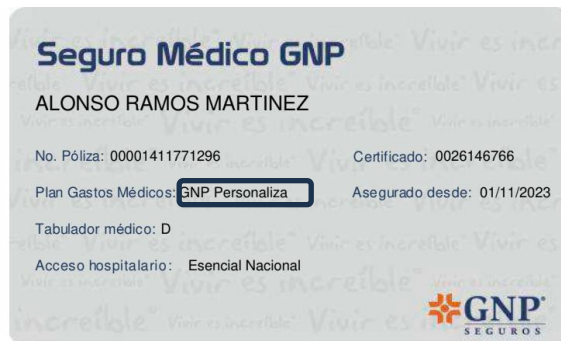 Seguro Médico GNP
ALONSO RAMOS MARTINEZ
No. Póliza: 00001411771296 Certificado: 0026146766
Plan Gastos Médicos: GNP Personaliza Asegurado desde: 01/11/2023
Tabulador médico: D
Acceso hospitalario: Esencial Nacional
GNP
SEGUROS